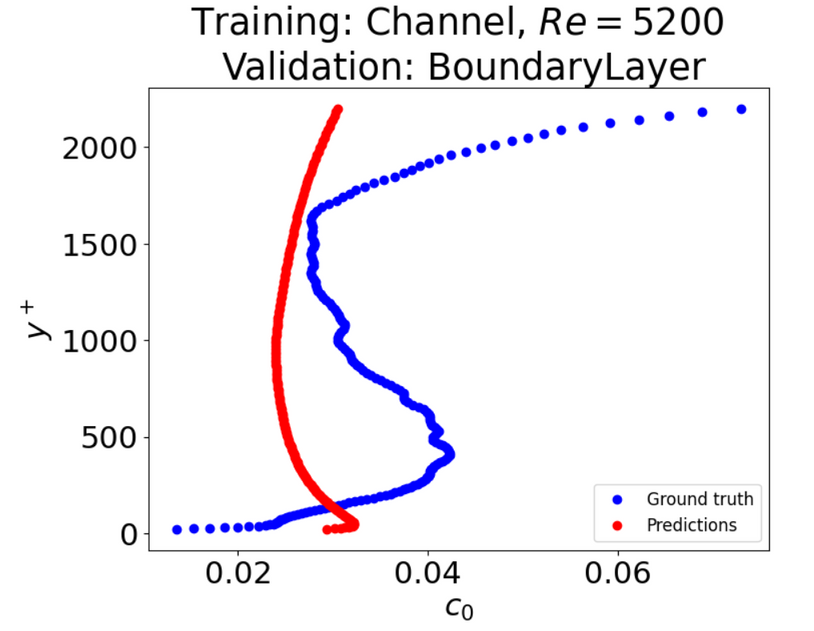 Training: Channel, Re = 5200
Validation: BoundaryLayer
2000
1500
1000
500
0
y+
0.02 0.04 0.06
c0
Ground truth
Predictions